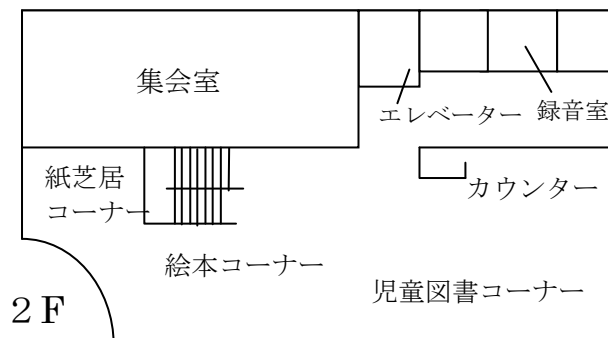 集会室
エレベーター
録音室
紙芝居
コーナー
カウンター
絵本コーナー
児童図書コーナー
2F